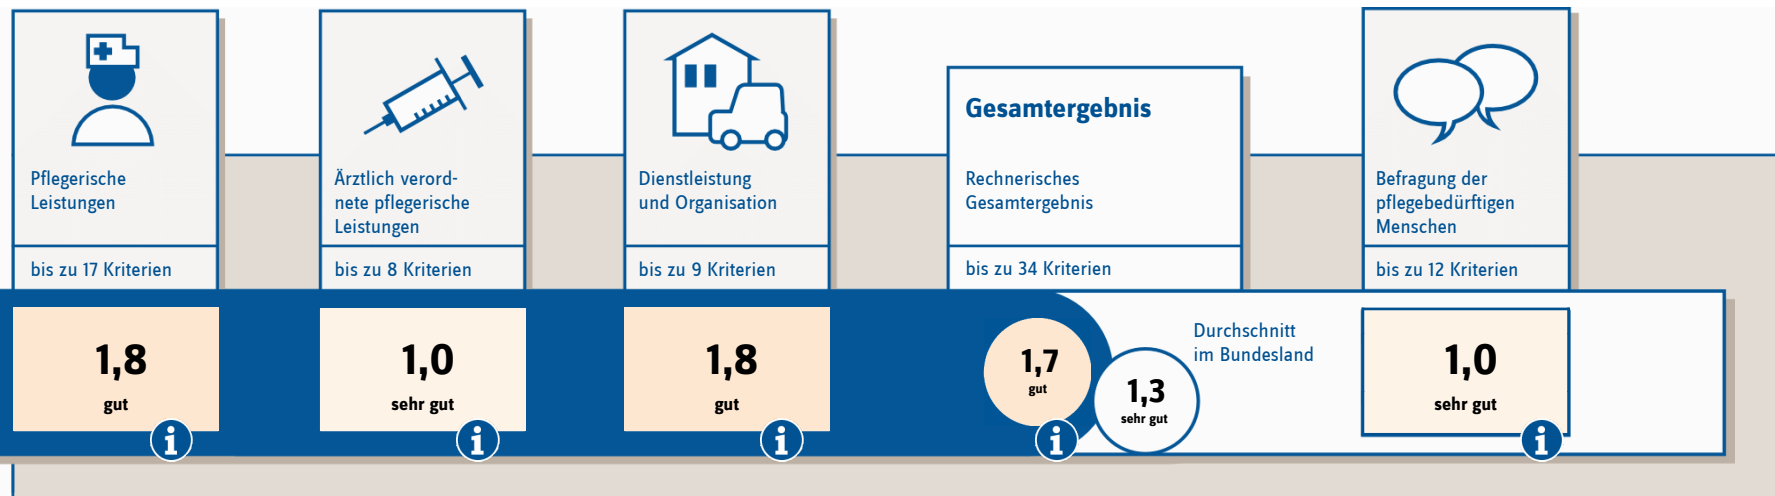 Pflegerische
Leistungen
bis zu 17 Kriterien
1,8
gut
i
Ärztlich verord-
nete pflegerische
Leistungen
bis zu 8 Kriterien
1,0
sehr gut
i
Dienstleistung
und Organisation
bis zu 9 Kriterien
1,8
gut
i
Gesamtergebnis
Rechnerisches
Gesamtergebnis
bis zu 34 Kriterien
1,7
gut
i
Durchschnitt
im Bundesland
1,3
sehr gut
Befragung der
pflegebedürftigen
Menschen
bis zu 12 Kriterien
1,0
sehr gut
i